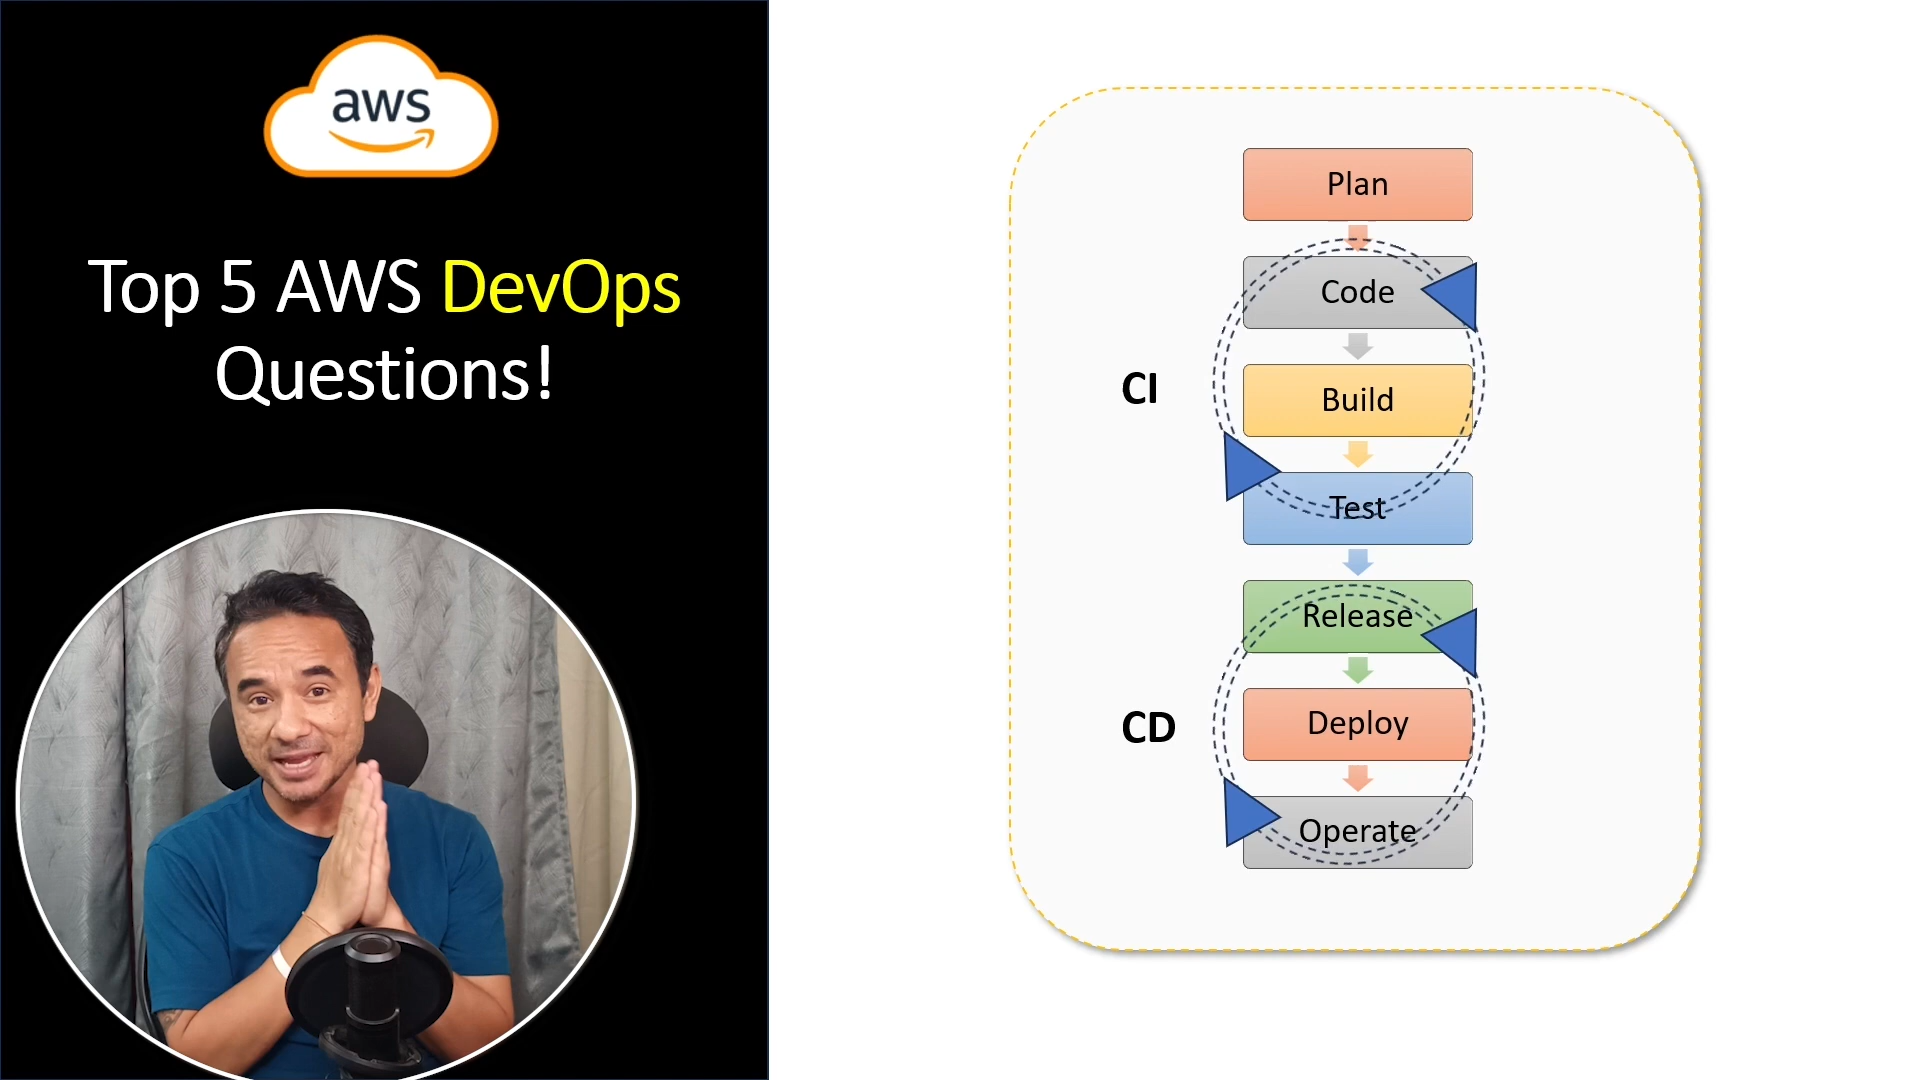 aws
Top 5 AWS DevOps
Questions!
Plan
Code
CI
Build
Test
Release
CD
Deploy
Operate